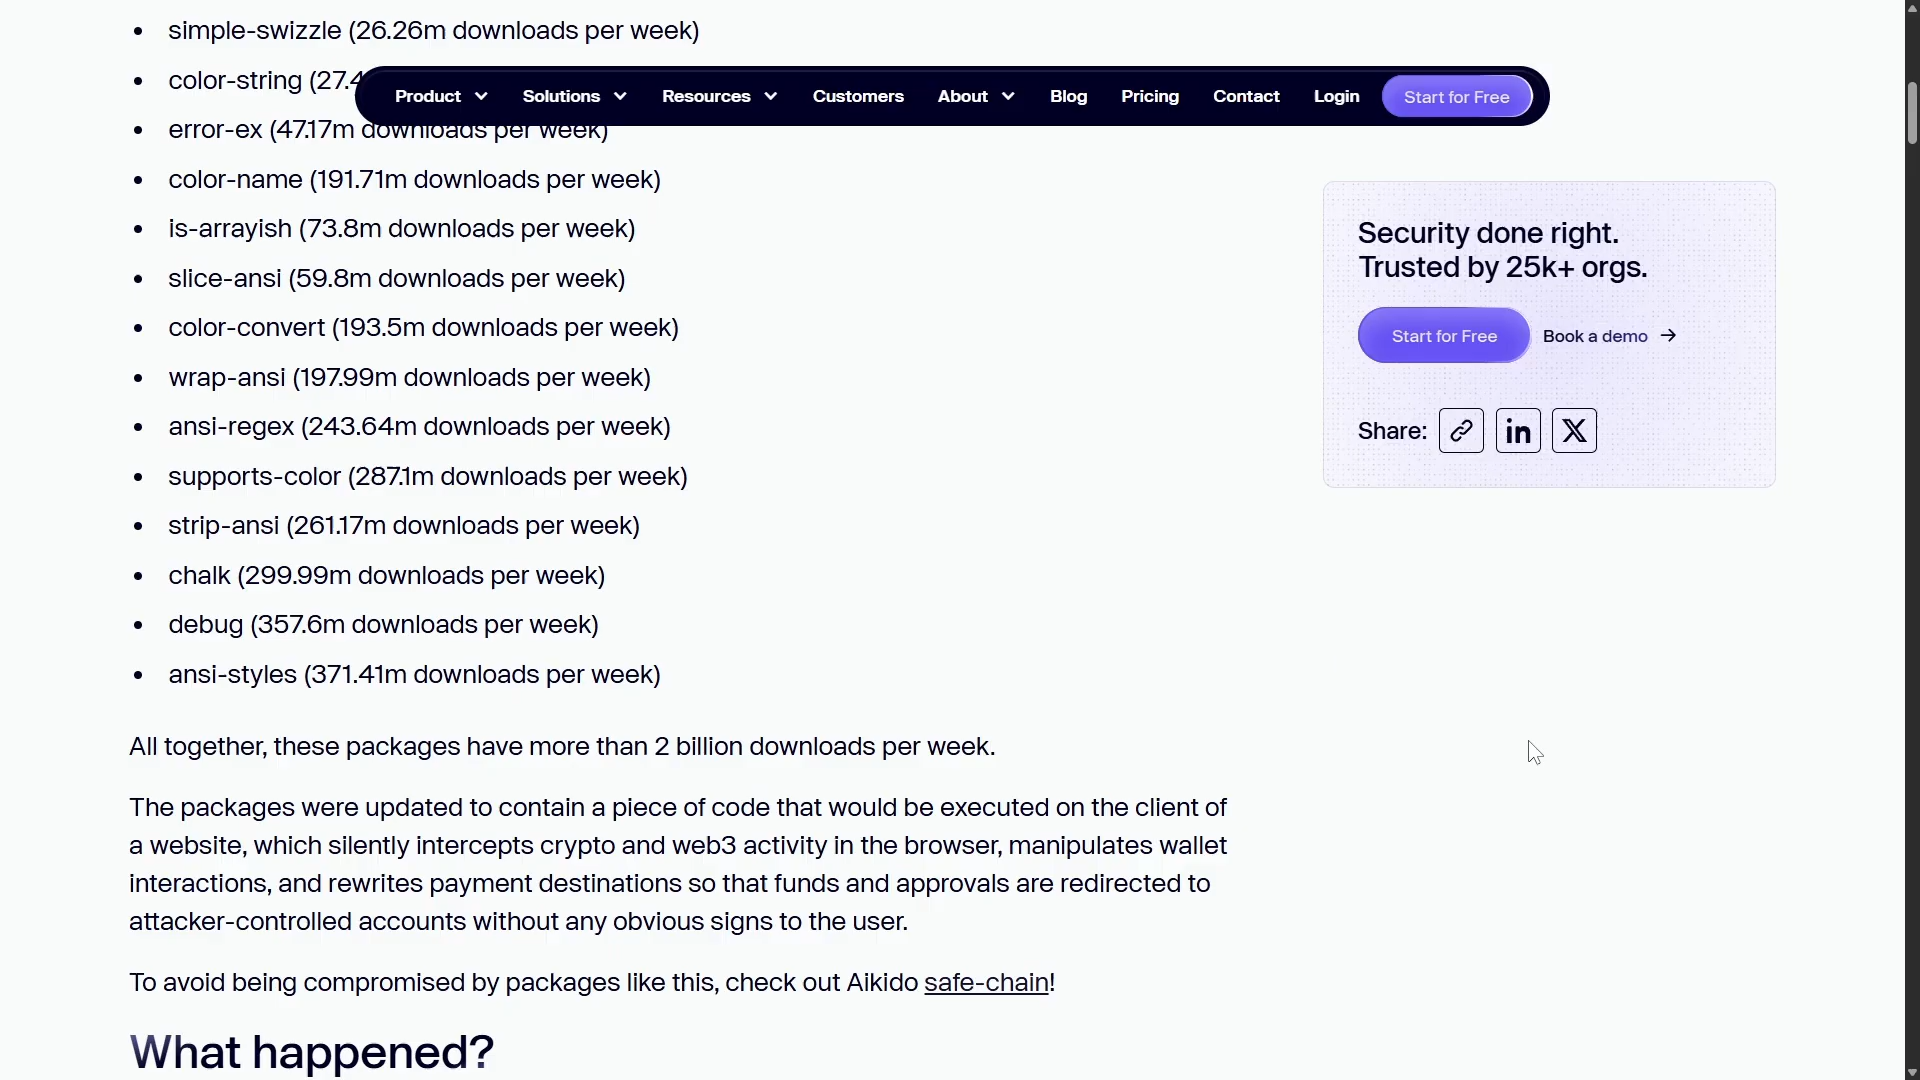 simple-swizzle (26.26m downloads per week)
color-string (27.4
Product Solutions Resources Customers About Blog Pricing Contact Login Start for Free
error-ex (47.17m downloads per week)
color-name (191.71m downloads per week)
is-arrayish (73.8m downloads per week)
slice-ansi (59.8m downloads per week)
color-convert (193.5m downloads per week)
wrap-ansi (197.99m downloads per week)
ansi-regex (243.64m downloads per week)
supports-color (287.1m downloads per week)
strip-ansi (261.17m downloads per week)
chalk (299.99m downloads per week)
debug (357.6m downloads per week)
ansi-styles (371.41m downloads per week)
All together, these packages have more than 2 billion downloads per week.
The packages were updated to contain a piece of code that would be executed on the client of
a website, which silently intercepts crypto and web3 activity in the browser, manipulates wallet
interactions, and rewrites payment destinations so that funds and approvals are redirected to
attacker-controlled accounts without any obvious signs to the user.
To avoid being compromised by packages like this, check out Aikido safe-chain!
What happened?
Security done right.
Trusted by 25k+ orgs.
Start for Free Book a demo →
Share: in X